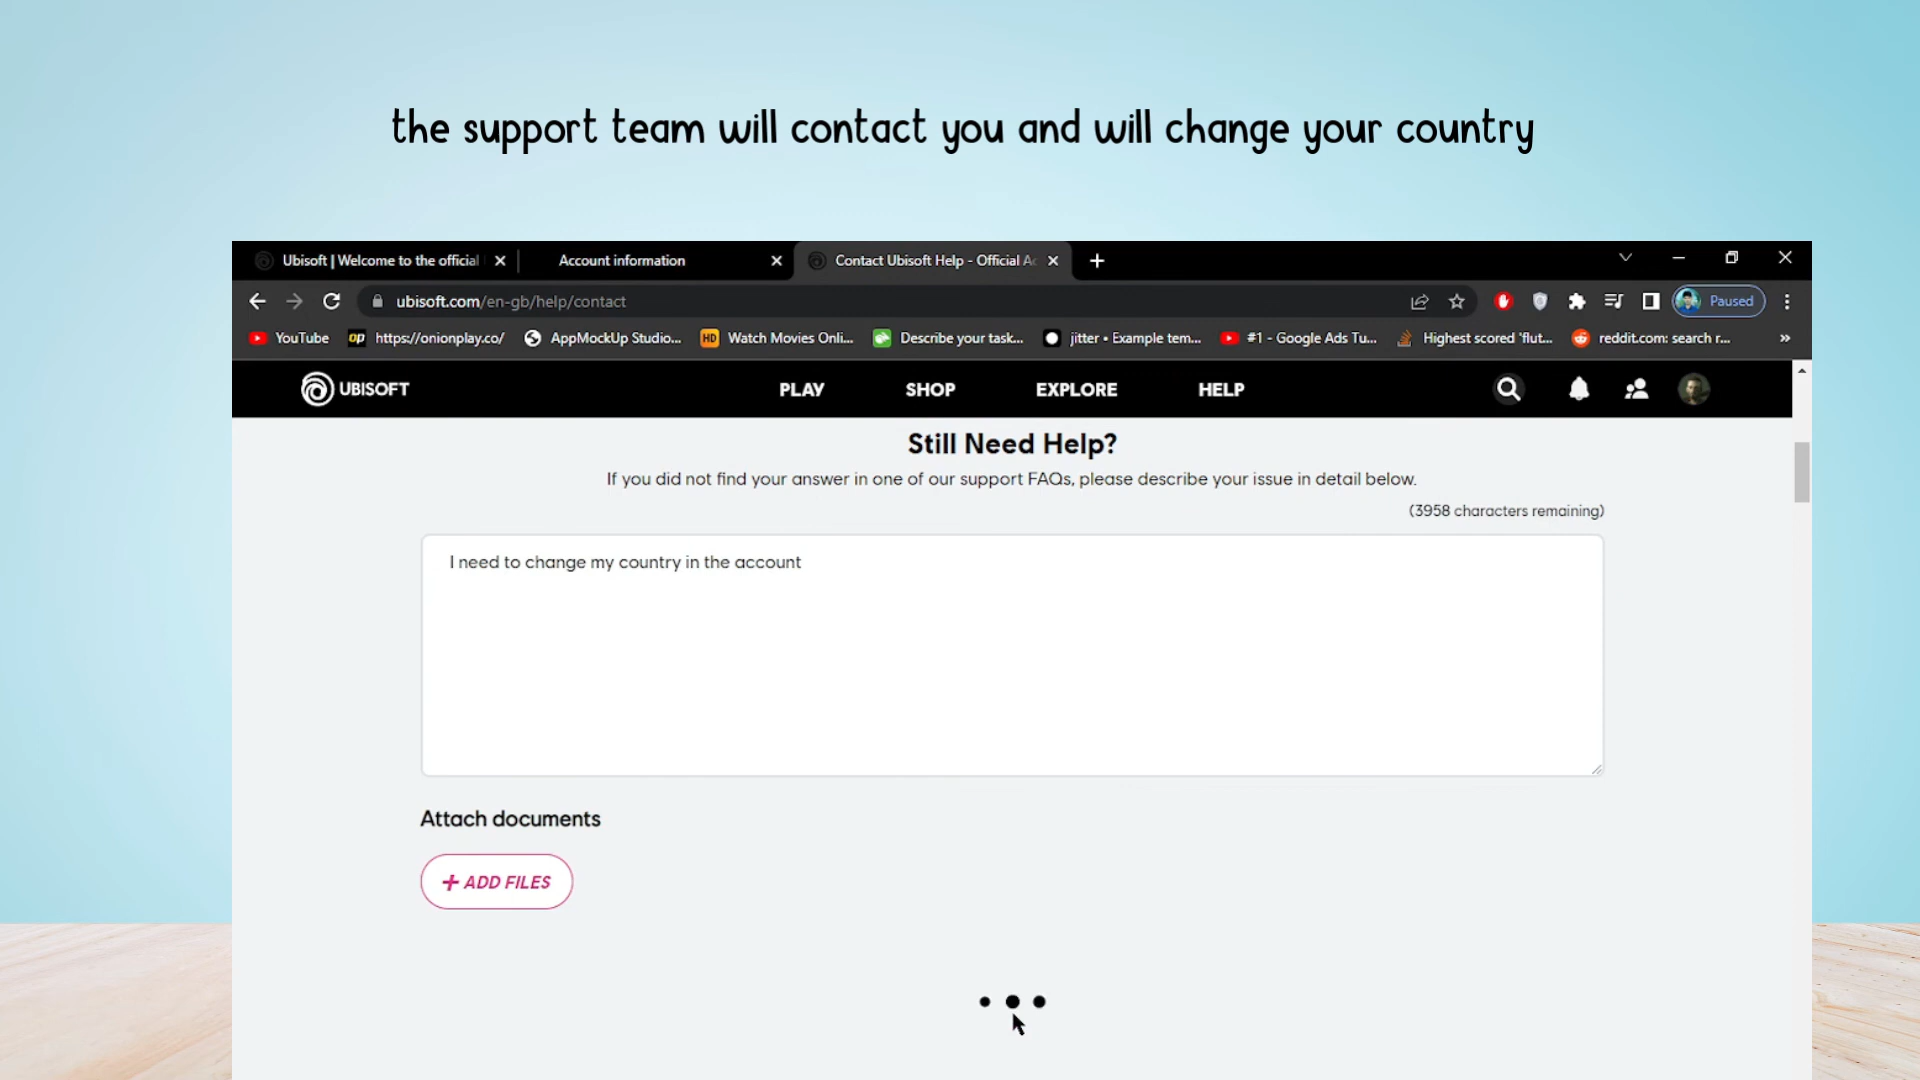 the support team will contact you and will change your country
Ubisoft | Welcome to the official
Account information
Contact Ubisoft Help - Official Ac
ubisoft.com/en-gb/help/contact
Paused
YouTube
op https://onionplay.co/
AppMockUp Studio...
HD Watch Movies Onli...
Describe your task...
jitter • Example tem...
#1 - Google Ads Tu...
Highest scored 'flut...
reddit.com: search r...
»
UBISOFT
PLAY
SHOP
EXPLORE
HELP
Still Need Help?
If you did not find your answer in one of our support FAQs, please describe your issue in detail below.
(3958 characters remaining)
I need to change my country in the account
Attach documents
+ ADD FILES